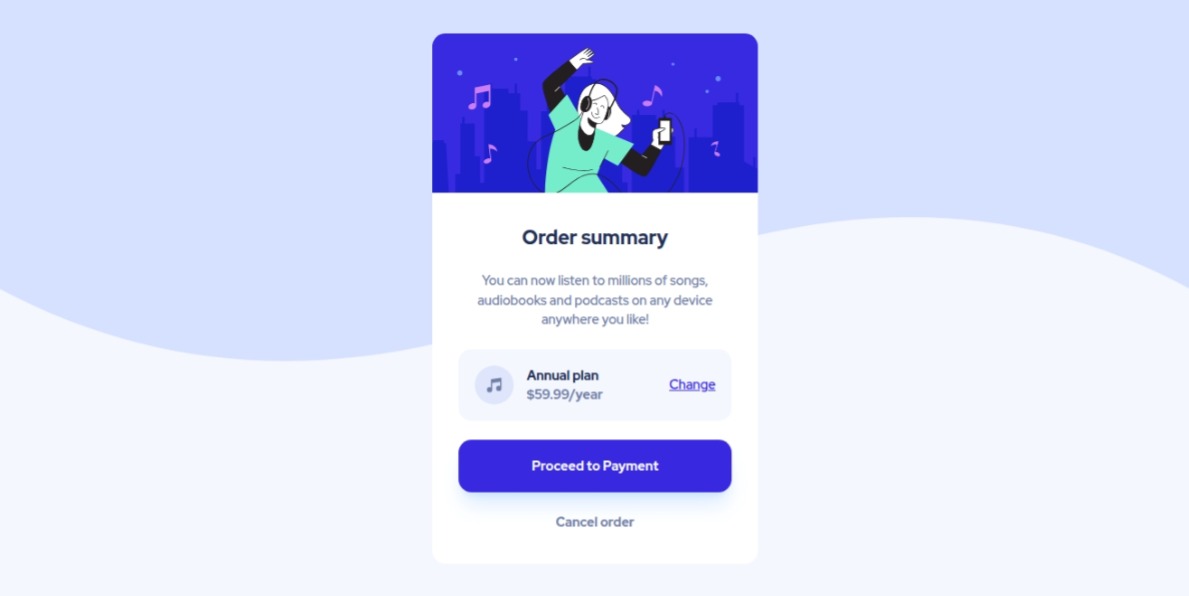 Order summary
You can now listen to millions of songs,
audiobooks and podcasts on any device
anywhere you like!
Annual plan
$59.99/year
Change
Proceed to Payment
Cancel order